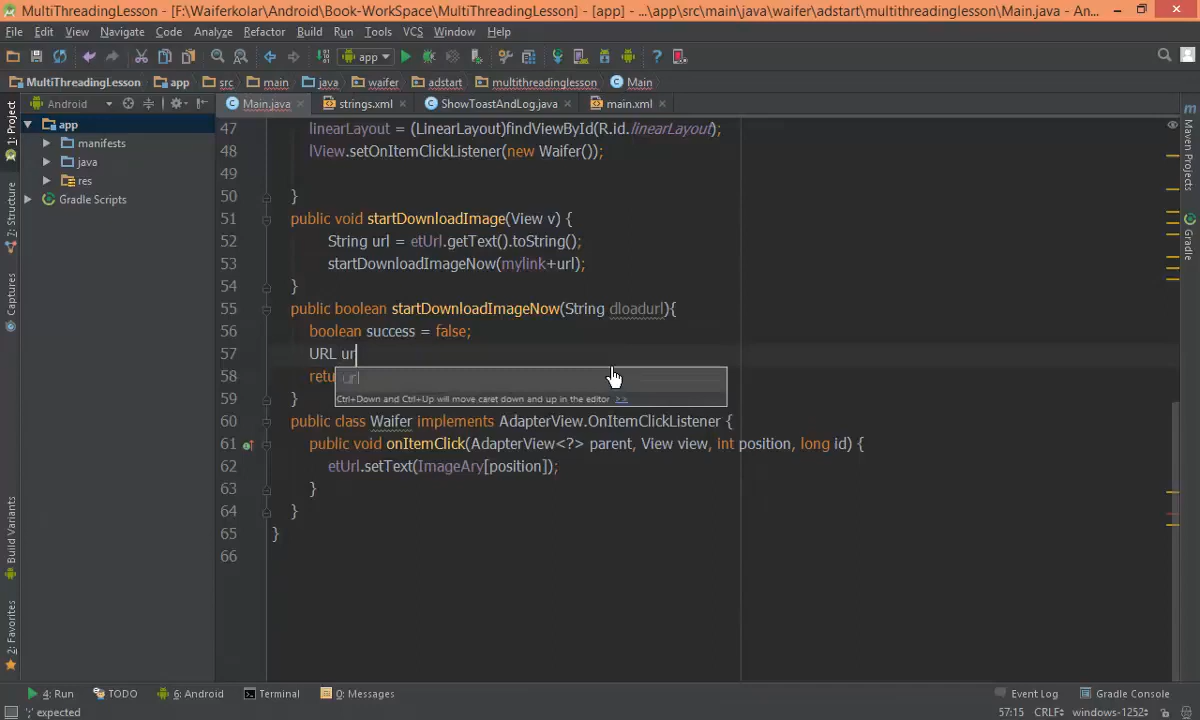 MultiThreadingLesson - [F:\Waiferkolar\Android\Book-WorkSpace\MultiThreadingLesson] - [app] - ...\app\src\main\java\waifer\adstart\multithreadinglesson\Main.java - An...
File Edit View Navigate Code Analyze Refactor Build Run Tools VCS Window Help
app
MultiThreadingLesson app src main java waifer adstart multithreadinglesson Main
Android Main.java strings.xml ShowToastAndLog.java main.xml
1: Project
7: Structure
Captures
Build Variants
2: Favorites
app
manifests
java
res
Gradle Scripts
47 linearLayout = (LinearLayout)findViewById(R.id.linearLayout);
48 lView.setOnItemClickListener(new Waifer());
49
50 }
51 public void startDownloadImage(View v) {
52 String url = etUrl.getText().toString();
53 startDownloadImageNow(mylink+url);
54 }
55 public boolean startDownloadImageNow(String dloadurl){
56 boolean success = false;
57 URL ur
58 retu
url
Ctrl+Down and Ctrl+Up will move caret down and up in the editor >>
59 }
60 public class Waifer implements AdapterView.OnItemClickListener {
61 public void onItemClick(AdapterView<?> parent, View view, int position, long id) {
62 etUrl.setText(ImageAry[position]);
63 }
64 }
65 }
66
Maven Projects
Gradle
4: Run TODO 6: Android Terminal 0: Messages Event Log Gradle Console
';' expected 57:15 CRLF windows-1252